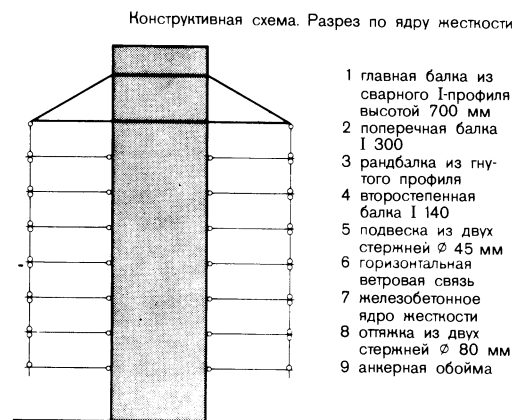 Конструктивная схема. Разрез по ядру жесткости
1 главная балка из
сварного I-профиля
высотой 700 мм
2 поперечная балка
I 300
3 рандбалка из гну-
того профиля
4 второстепенная
балка I 140
5 подвеска из двух
стержней ∅ 45 мм
6 горизонтальная
ветровая связь
7 железобетонное
ядро жесткости
8 оттяжка из двух
стержней ∅ 80 мм
9 анкерная обойма